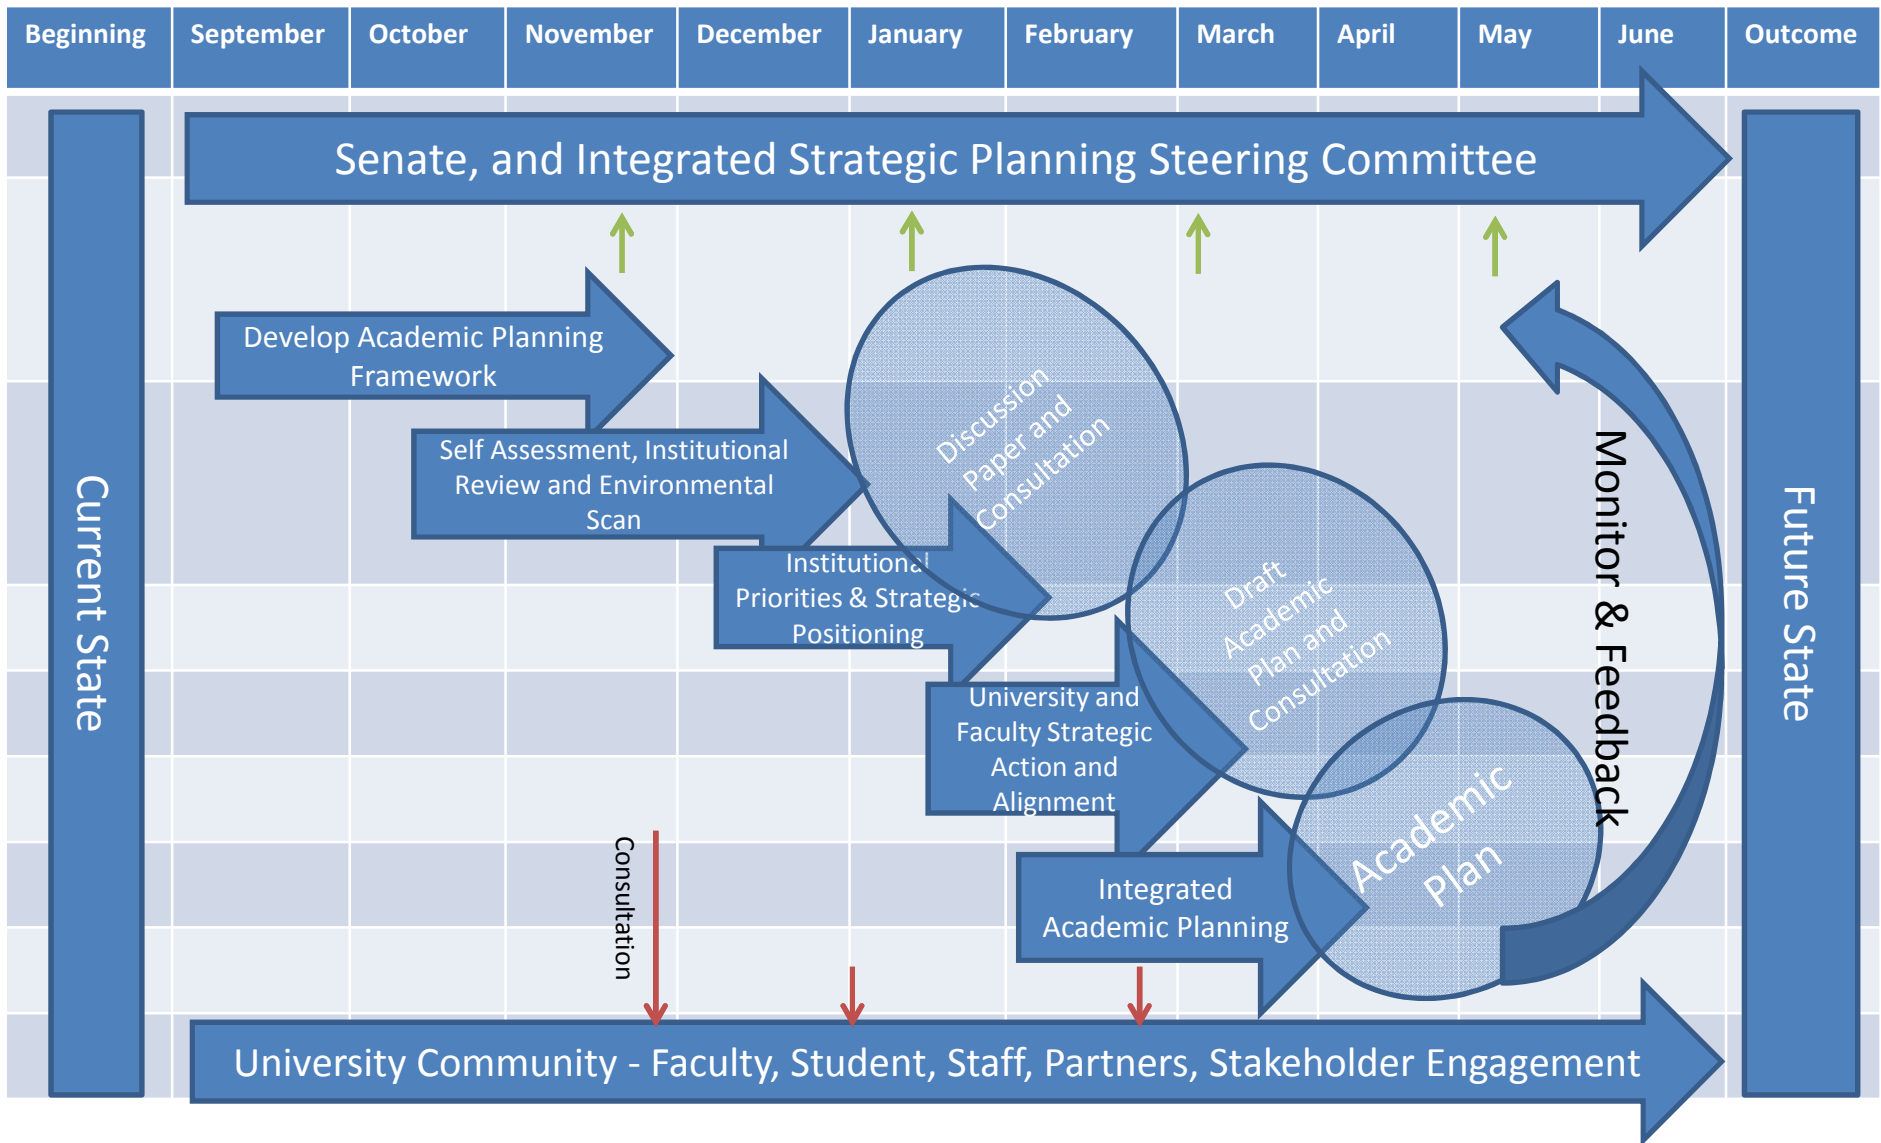 Beginning
September
October
November
December
January
February
March
April
May
June
Outcome
Senate, and Integrated Strategic Planning Steering Committee
Current State
Develop Academic Planning
Framework
Self Assessment, Institutional
Review and Environmental
Scan
Discussion
Paper and
Consultation
Institutional
Priorities & Strategic
Positioning
Draft
Academic
Plan and
Consultation
University and
Faculty Strategic
Action and
Alignment
Academic
Plan
Integrated
Academic Planning
Consultation
Monitor & Feedback
Future State
University Community - Faculty, Student, Staff, Partners, Stakeholder Engagement